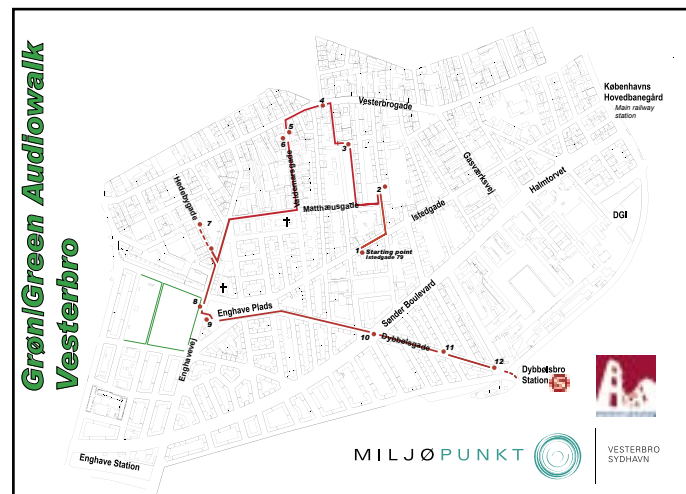 Grøn/Green Audiowalk
Vesterbro
Københavns
Hovedbanegård
Main railway
station
4
Vesterbrogade
5
6
3
Gasværksvej
Valdemarsgade
Hedebygade
2
Halmtorvet
Matthæusgade
Istedgade
DGI
7
1
Starting point
Istedgade 79
8
9
Enghave Plads
Sønder Boulevard
Enghavevej
10
Dybbølsgade
11
12
Dybbølsbro
Station
S
Enghave Station
MILJØPUNKT
VESTERBRO
SYDHAVN